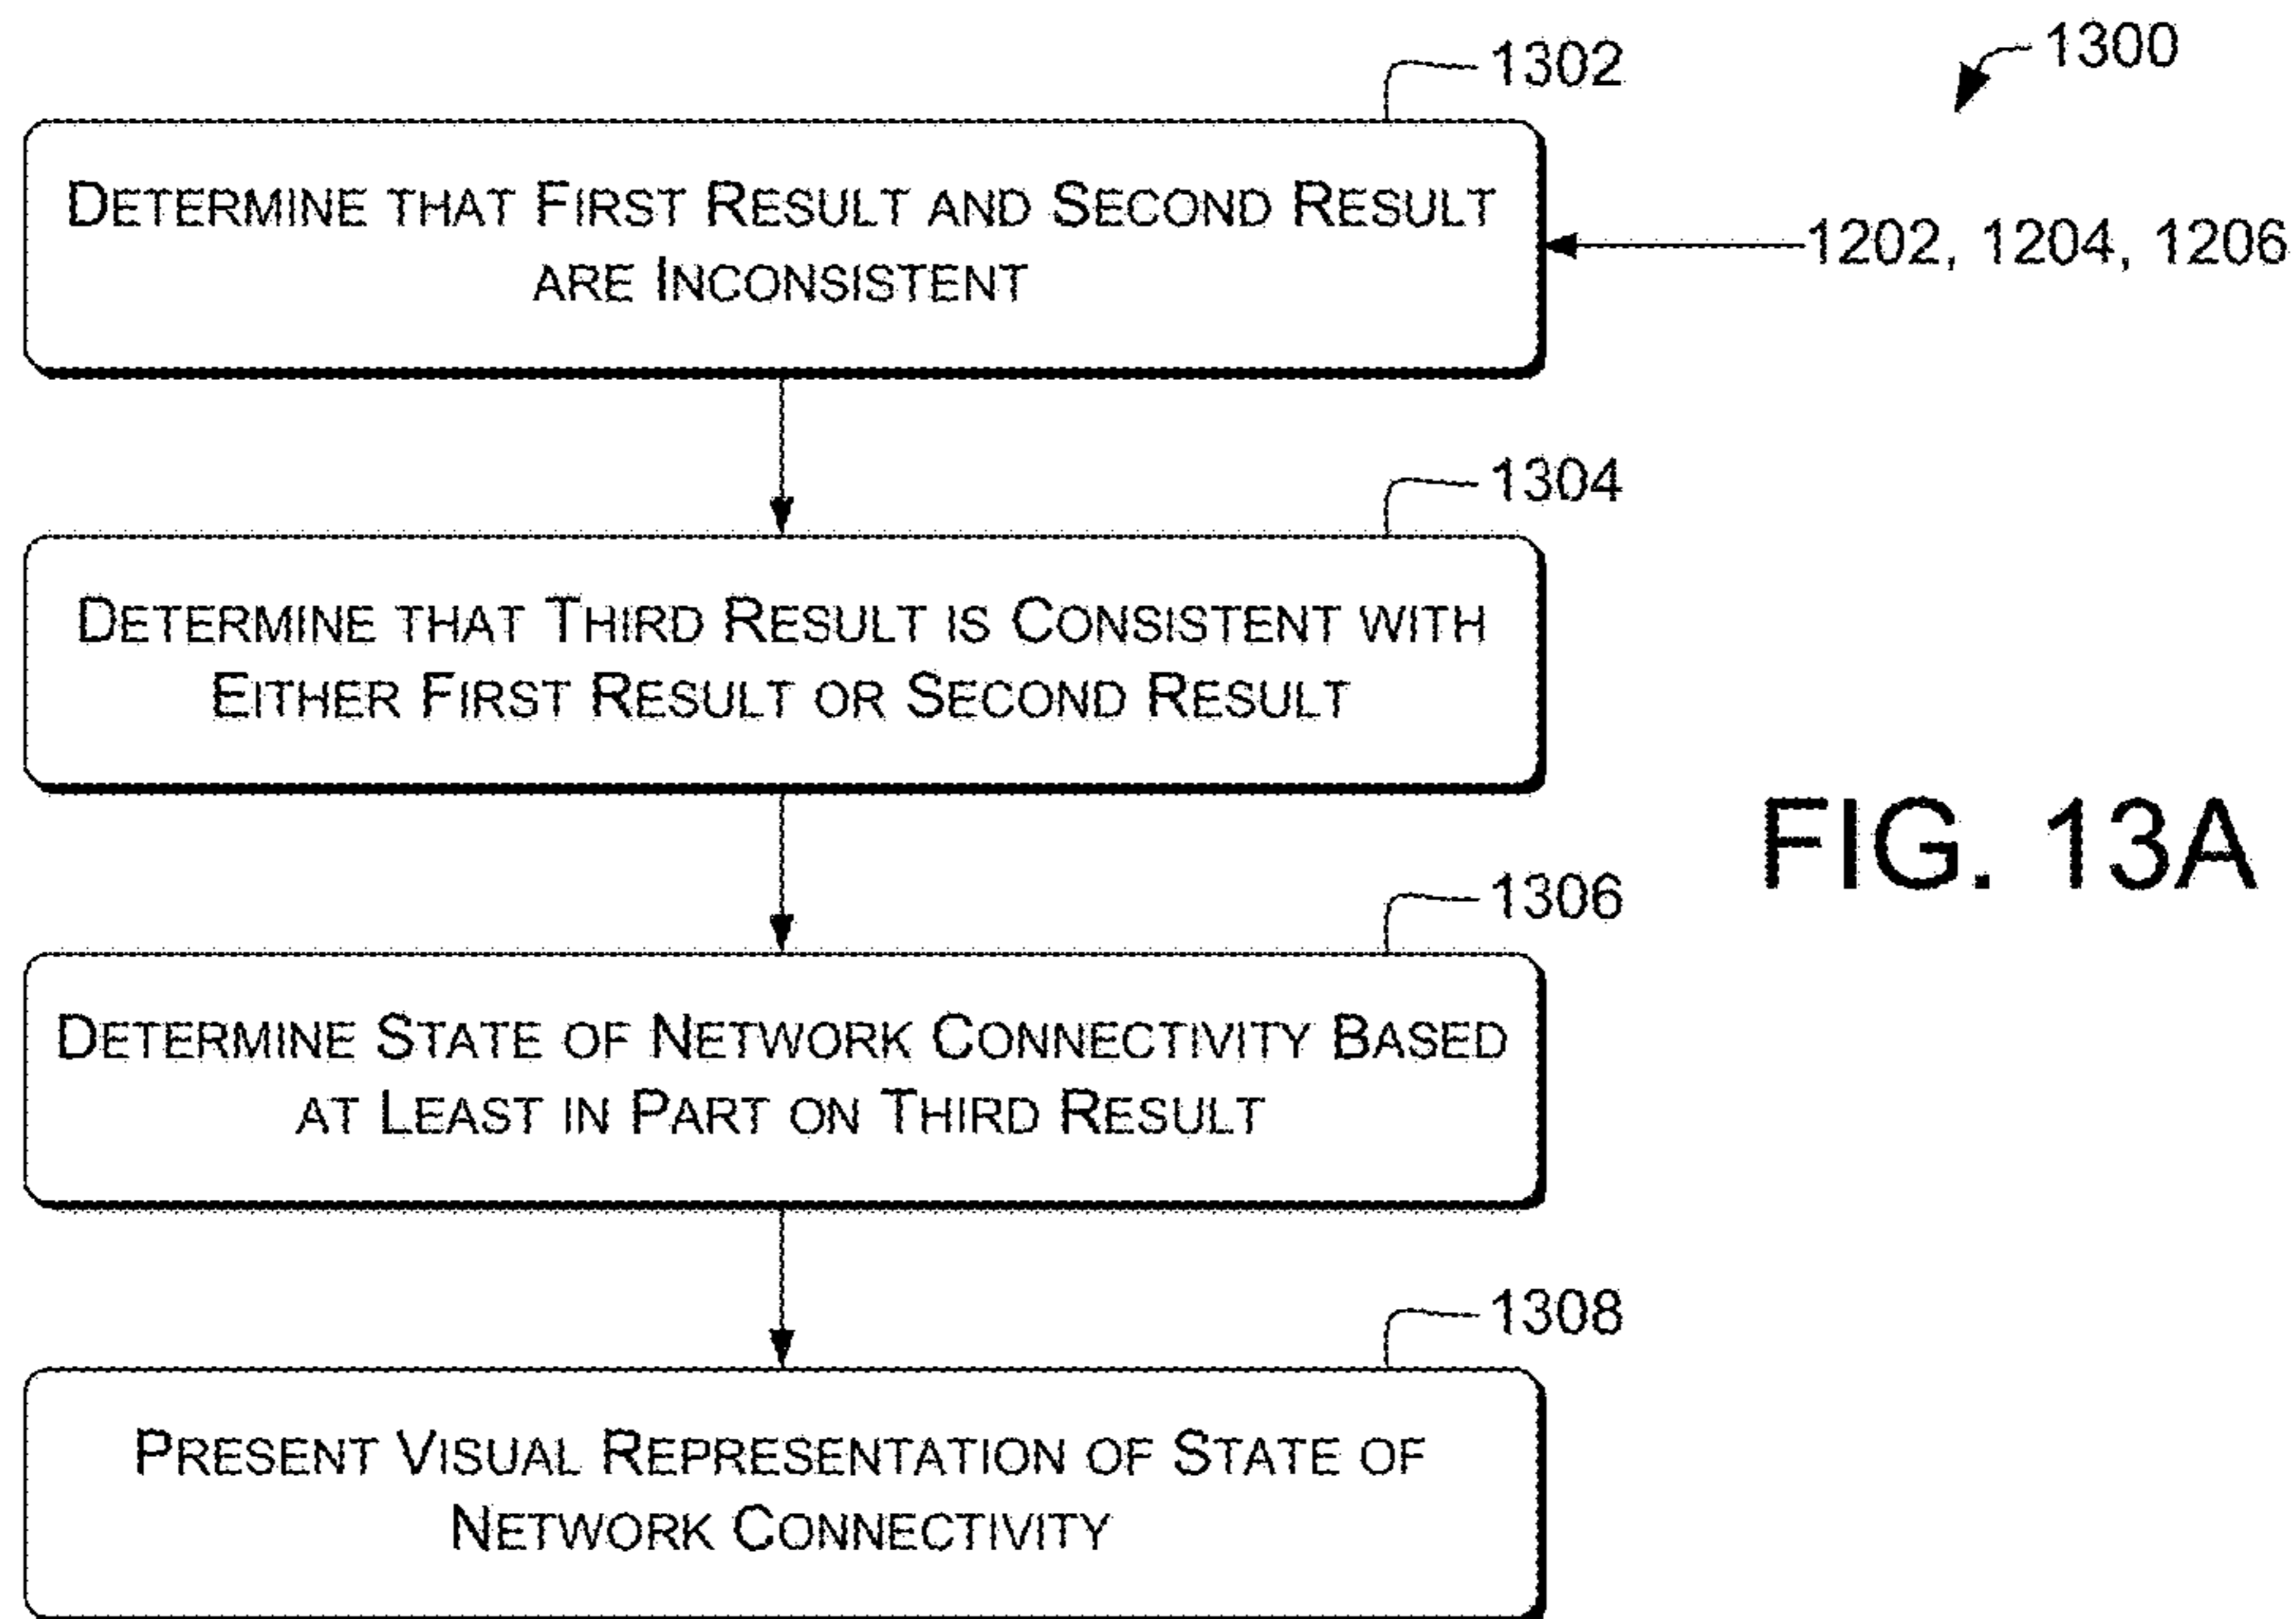 1300
1302
DETERMINE THAT FIRST RESULT AND SECOND RESULT
ARE INCONSISTENT
1202, 1204, 1206
1304
DETERMINE THAT THIRD RESULT IS CONSISTENT WITH
EITHER FIRST RESULT OR SECOND RESULT
FIG. 13A
1306
DETERMINE STATE OF NETWORK CONNECTIVITY BASED
AT LEAST IN PART ON THIRD RESULT
1308
PRESENT VISUAL REPRESENTATION OF STATE OF
NETWORK CONNECTIVITY